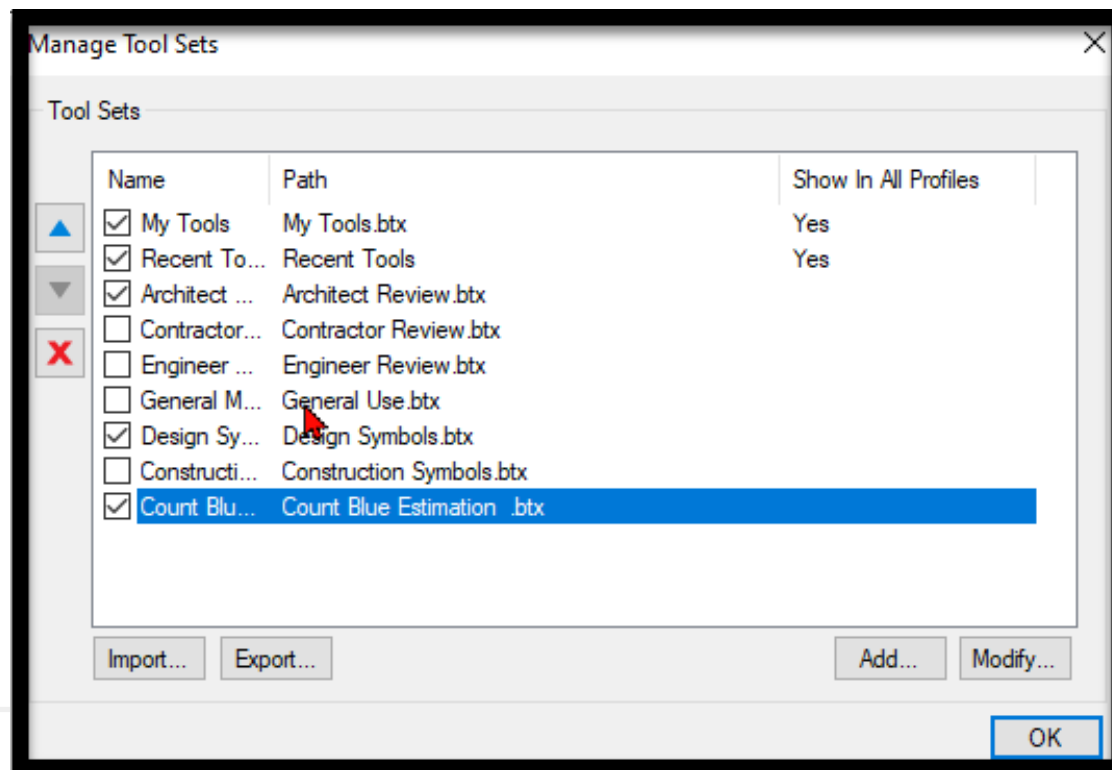 Manage Tool Sets
Tool Sets
Name Path Show In All Profiles
My Tools My Tools.btx Yes
Recent To... Recent Tools Yes
Architect ... Architect Review.btx
Contractor... Contractor Review.btx
Engineer ... Engineer Review.btx
General M... General Use.btx
Design Sy... Design Symbols.btx
Constructi... Construction Symbols.btx
Count Blu... Count Blue Estimation  .btx
Import... Export... Add... Modify...
OK